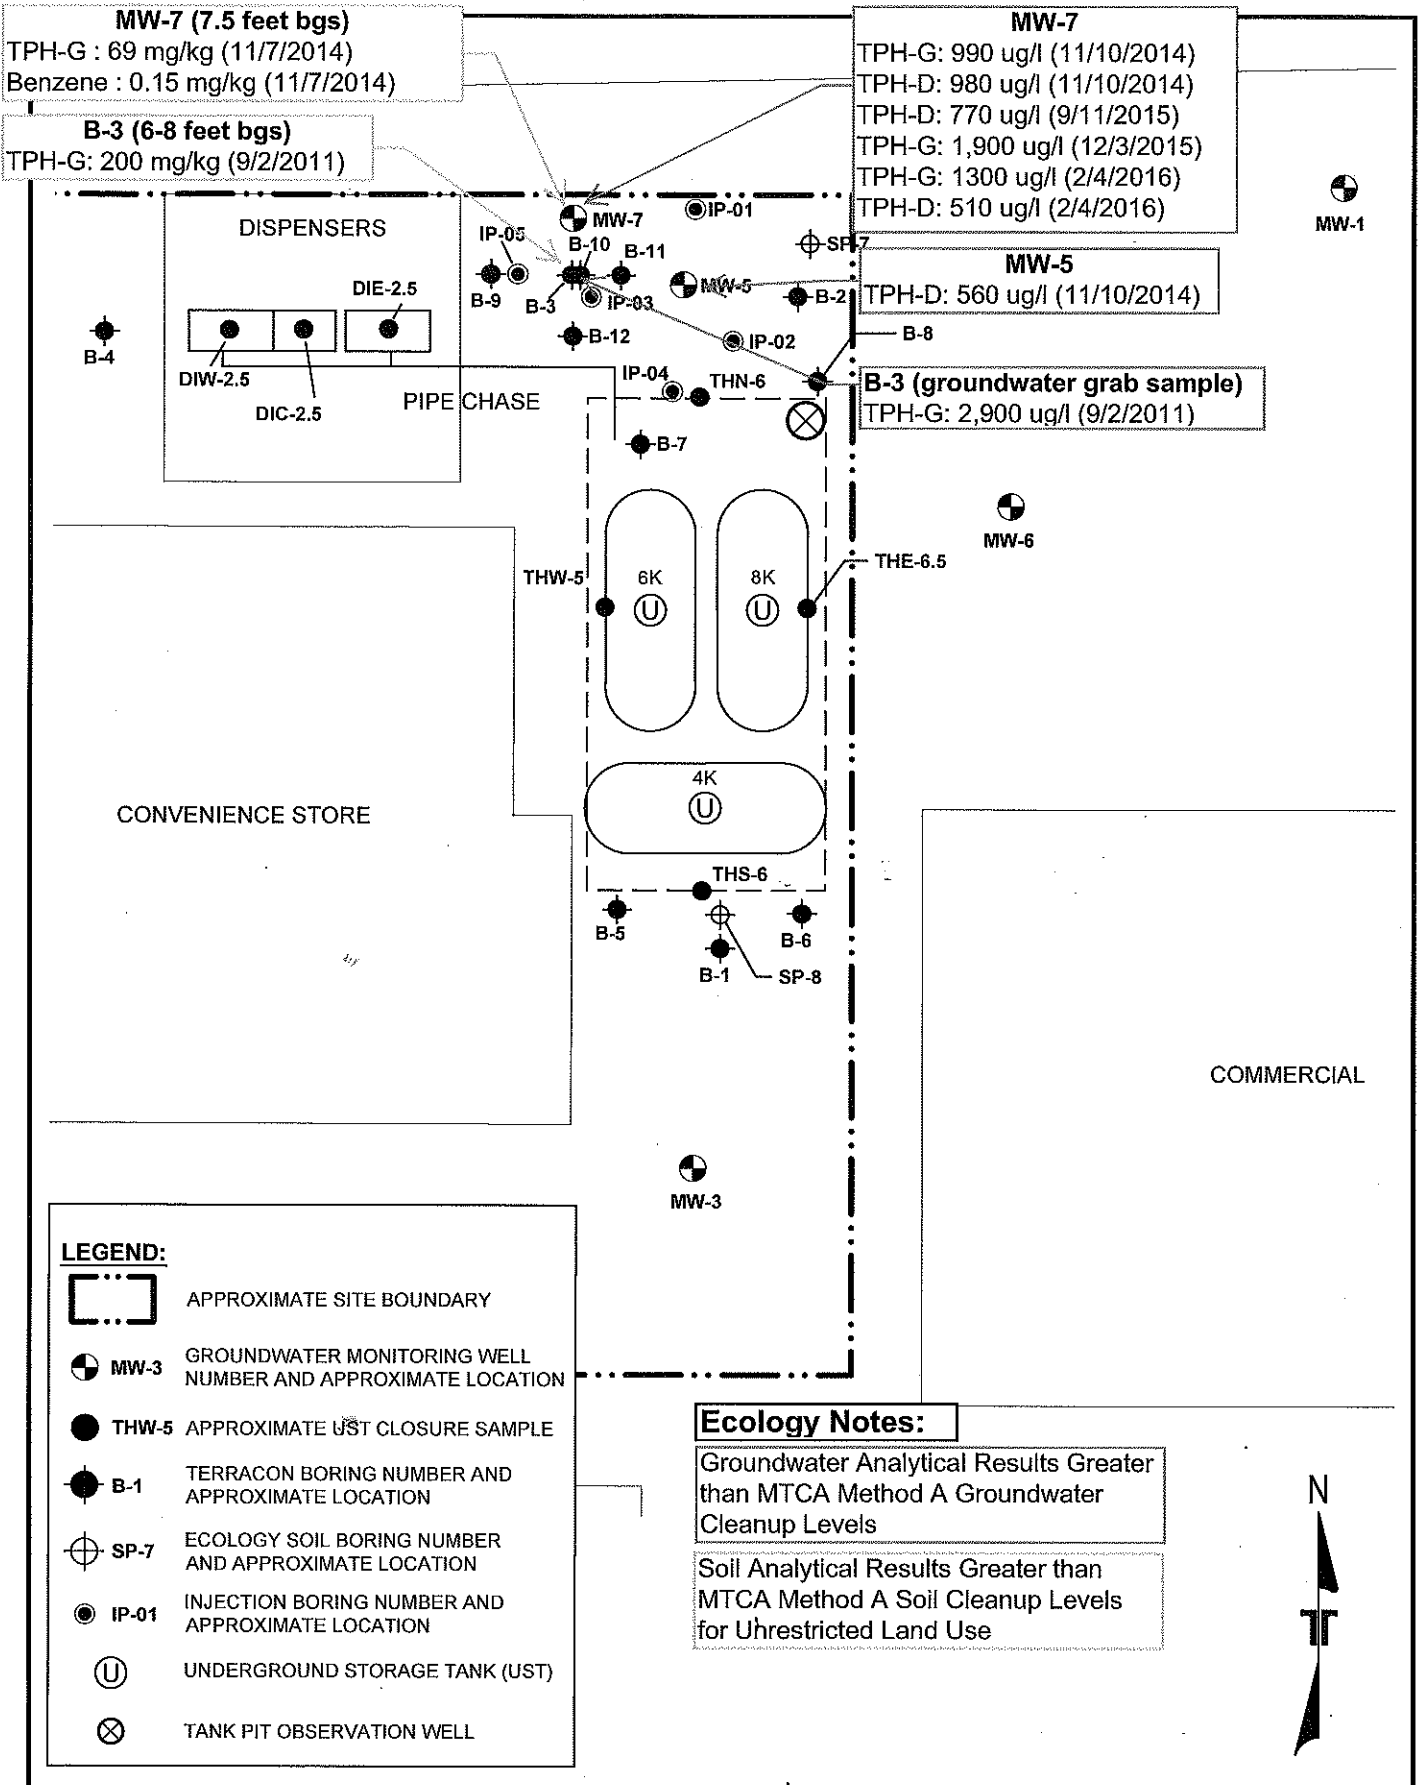 MW-7 (7.5 feet bgs)
TPH-G : 69 mg/kg (11/7/2014)
Benzene : 0.15 mg/kg (11/7/2014)
B-3 (6-8 feet bgs)
TPH-G: 200 mg/kg (9/2/2011)
MW-7
TPH-G: 990 ug/l (11/10/2014)
TPH-D: 980 ug/l (11/10/2014)
TPH-D: 770 ug/l (9/11/2015)
TPH-G: 1,900 ug/l (12/3/2015)
TPH-G: 1300 ug/l (2/4/2016)
TPH-D: 510 ug/l (2/4/2016)
MW-1
MW-5
TPH-D: 560 ug/l (11/10/2014)
B-3 (groundwater grab sample)
TPH-G: 2,900 ug/l (9/2/2011)
DISPENSERS
IP-05
MW-7
IP-01
SP-7
B-10
B-11
B-9
B-3
IP-03
MW-5
B-2
DIE-2.5
B-4
B-12
IP-02
B-8
DIW-2.5
DIC-2.5
PIPE CHASE
IP-04
THN-6
B-7
MW-6
THW-5
6K
U
8K
U
THE-6.5
4K
U
CONVENIENCE STORE
THS-6
B-5
B-6
B-1
SP-8
COMMERCIAL
MW-3
LEGEND:
APPROXIMATE SITE BOUNDARY
MW-3
GROUNDWATER MONITORING WELL
NUMBER AND APPROXIMATE LOCATION
THW-5
APPROXIMATE UST CLOSURE SAMPLE
B-1
TERRACON BORING NUMBER AND
APPROXIMATE LOCATION
SP-7
ECOLOGY SOIL BORING NUMBER
AND APPROXIMATE LOCATION
IP-01
INJECTION BORING NUMBER AND
APPROXIMATE LOCATION
U
UNDERGROUND STORAGE TANK (UST)
TANK PIT OBSERVATION WELL
Ecology Notes:
Groundwater Analytical Results Greater
than MTCA Method A Groundwater
Cleanup Levels
Soil Analytical Results Greater than
MTCA Method A Soil Cleanup Levels
for Unrestricted Land Use
N